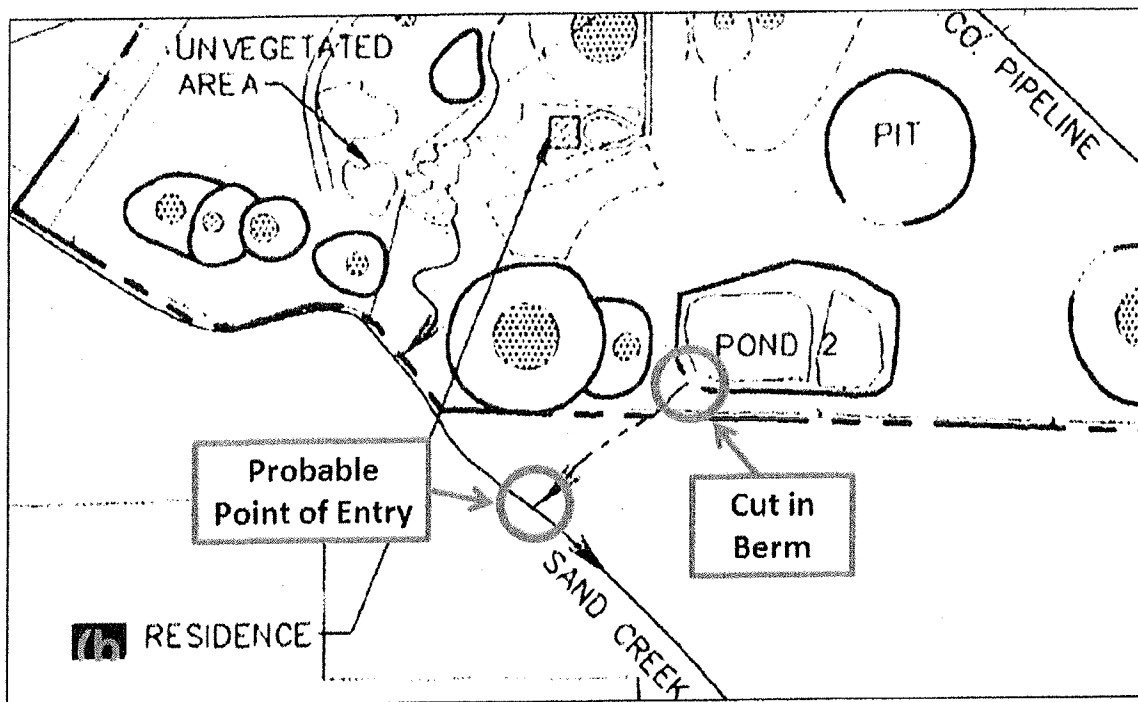 UNVEGETATED
AREA
CO. PIPELINE
PIT
POND 2
Probable
Point of Entry
Cut in
Berm
RESIDENCE
SAND CREEK